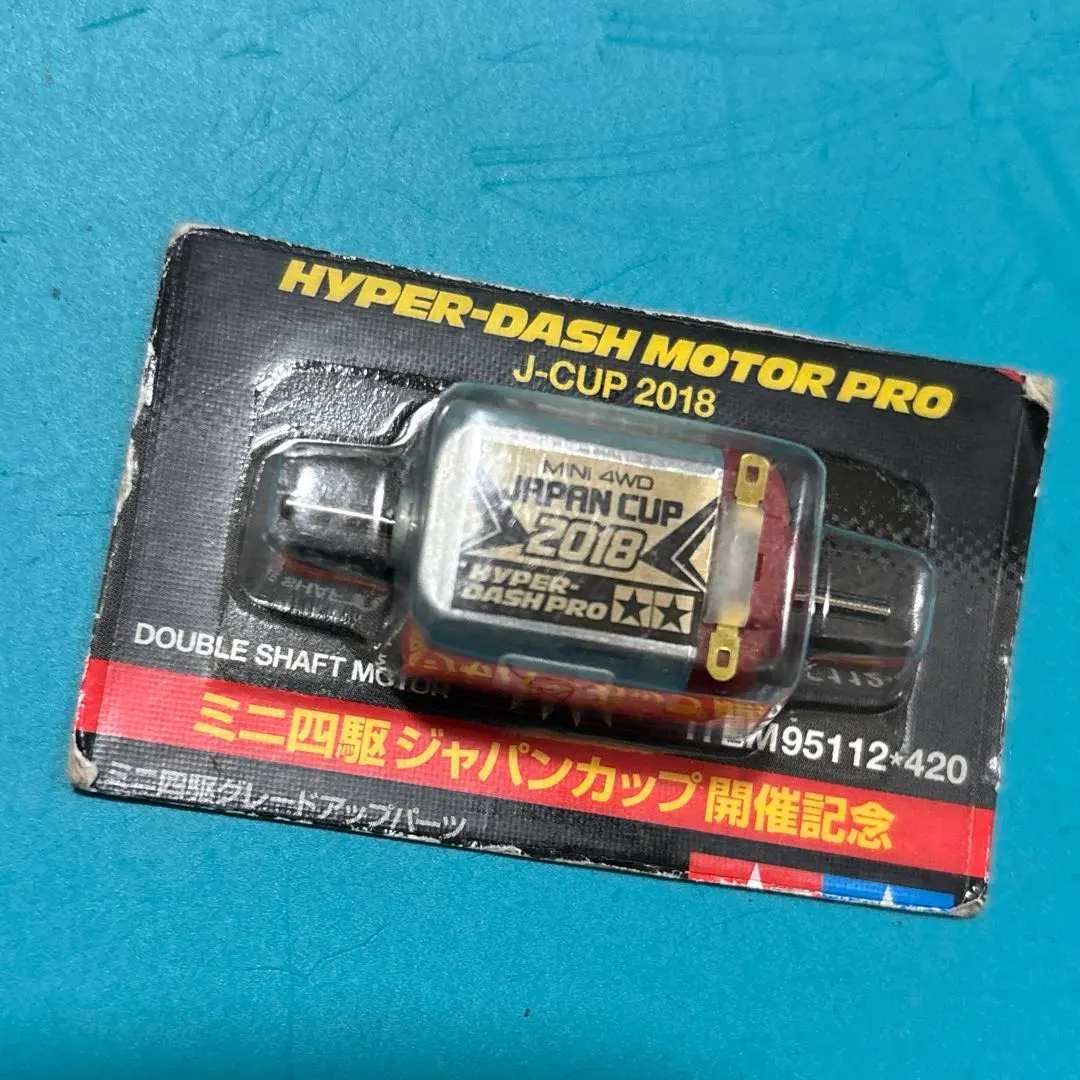 HYPER-DASH MOTOR PRO
J-CUP 2018
MINI 4WD
JAPAN CUP
2018
HYPER-
DASH PRO
DOUBLE SHAFT MOTOR
ITEM 95112★420
ミニ四駆 ジャパンカップ 開催記念
ミニ四駆グレードアップパーツ